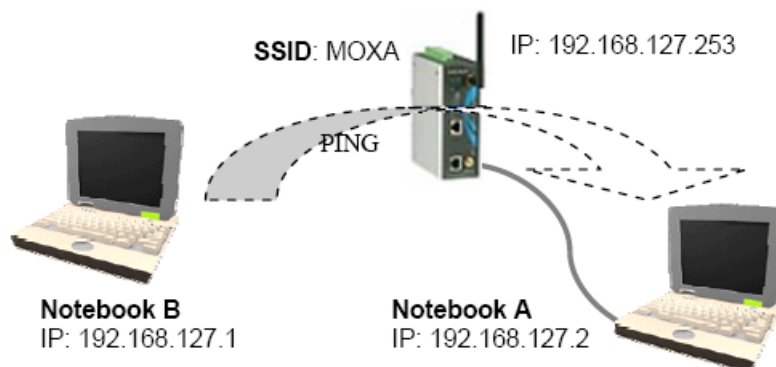 SSID: MOXA
IP: 192.168.127.253
PING
Notebook B
IP: 192.168.127.1
Notebook A
IP: 192.168.127.2